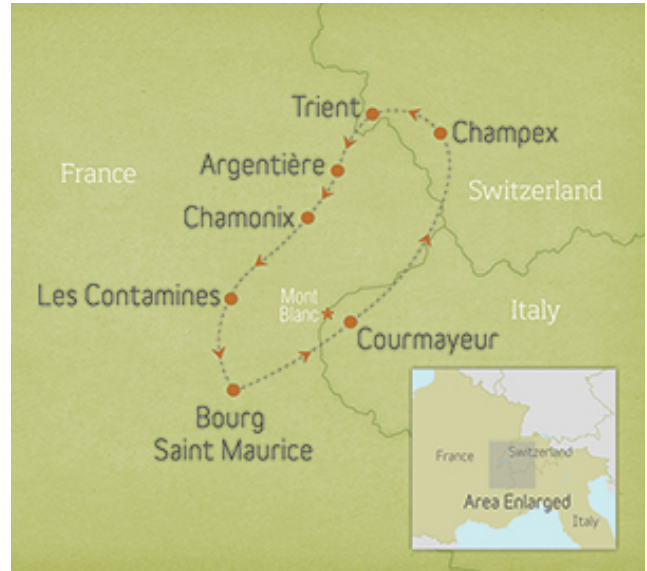 Trient
Champex
Argentière
France
Switzerland
Chamonix
Les Contamines
Mont
Blanc
Italy
Courmayeur
Bourg
Saint Maurice
France
Switzerland
Area Enlarged
Italy